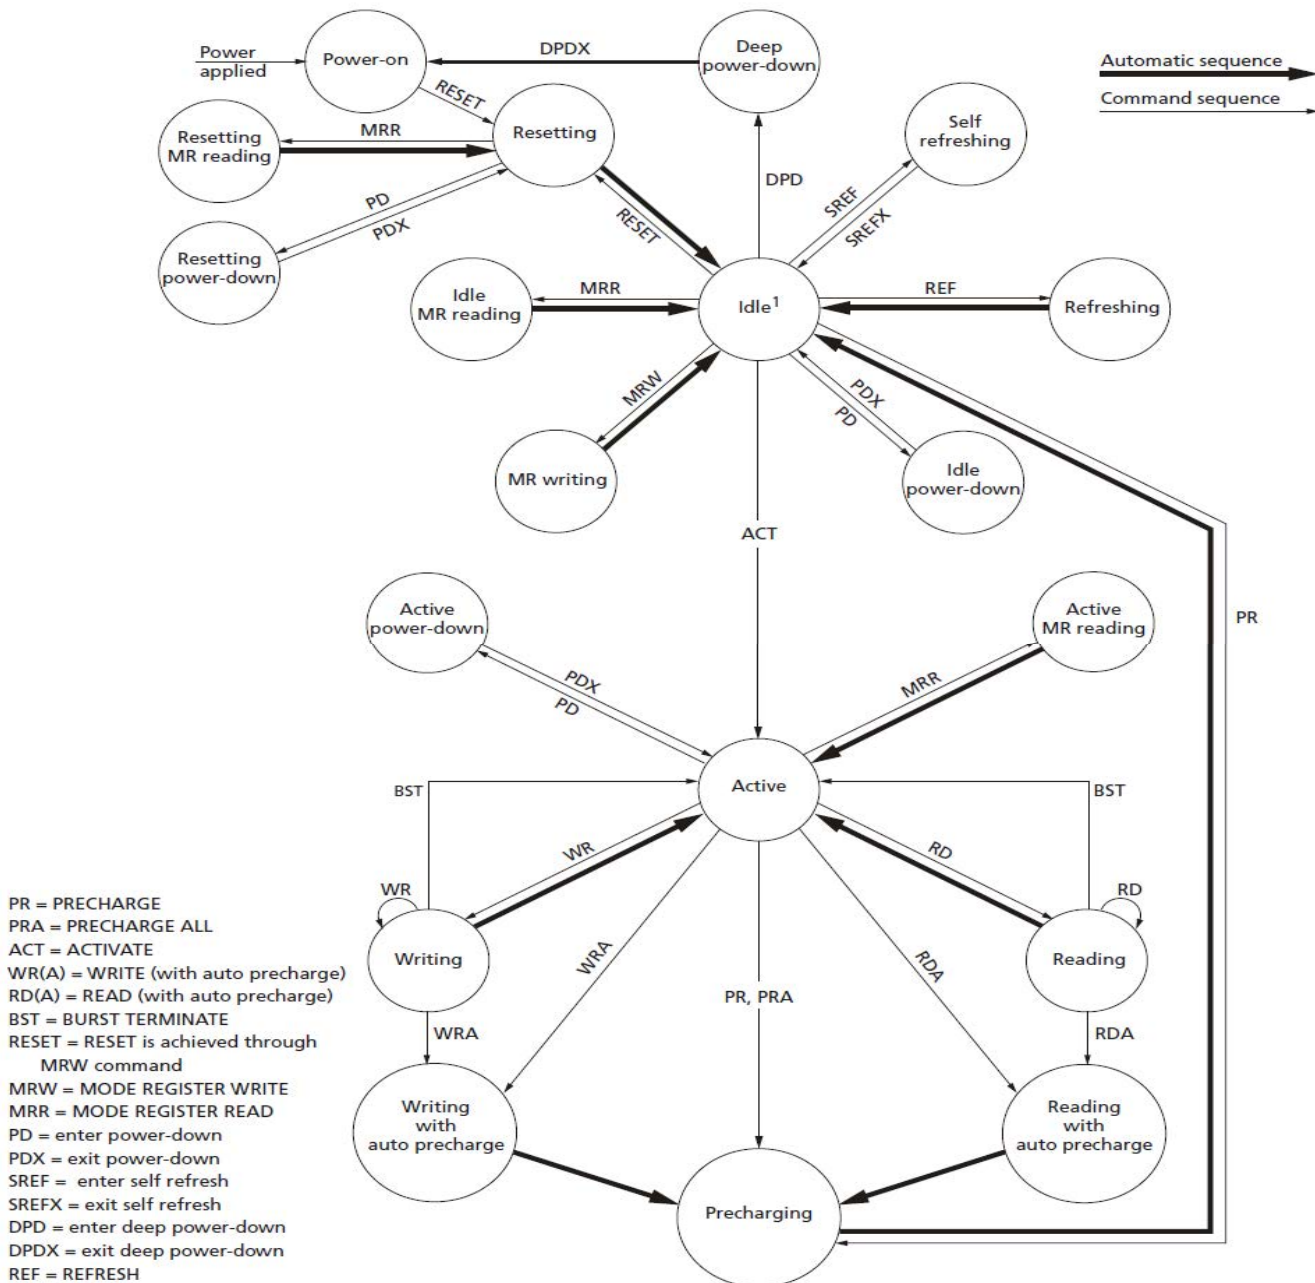 Power
applied
Power-on
DPDX
Deep
power-down
Automatic sequence
Command sequence
RESET
Resetting
MR reading
MRR
Resetting
Self
refreshing
DPD
PD
PDX
RESET
SREF
SREFX
Resetting
power-down
Idle
MR reading
MRR
Idle¹
REF
Refreshing
MRW
PDX
PD
MR writing
Idle
power-down
ACT
Active
power-down
Active
MR reading
PR
PDX
PD
MRR
Active
BST
BST
WR
RD
WR
RD
Writing
Reading
WRA
RDA
PR, PRA
WRA
RDA
Writing
with
auto precharge
Reading
with
auto precharge
Precharging
PR = PRECHARGE
PRA = PRECHARGE ALL
ACT = ACTIVATE
WR(A) = WRITE (with auto precharge)
RD(A) = READ (with auto precharge)
BST = BURST TERMINATE
RESET = RESET is achieved through
MRW command
MRW = MODE REGISTER WRITE
MRR = MODE REGISTER READ
PD = enter power-down
PDX = exit power-down
SREF = enter self refresh
SREFX = exit self refresh
DPD = enter deep power-down
DPDX = exit deep power-down
REF = REFRESH